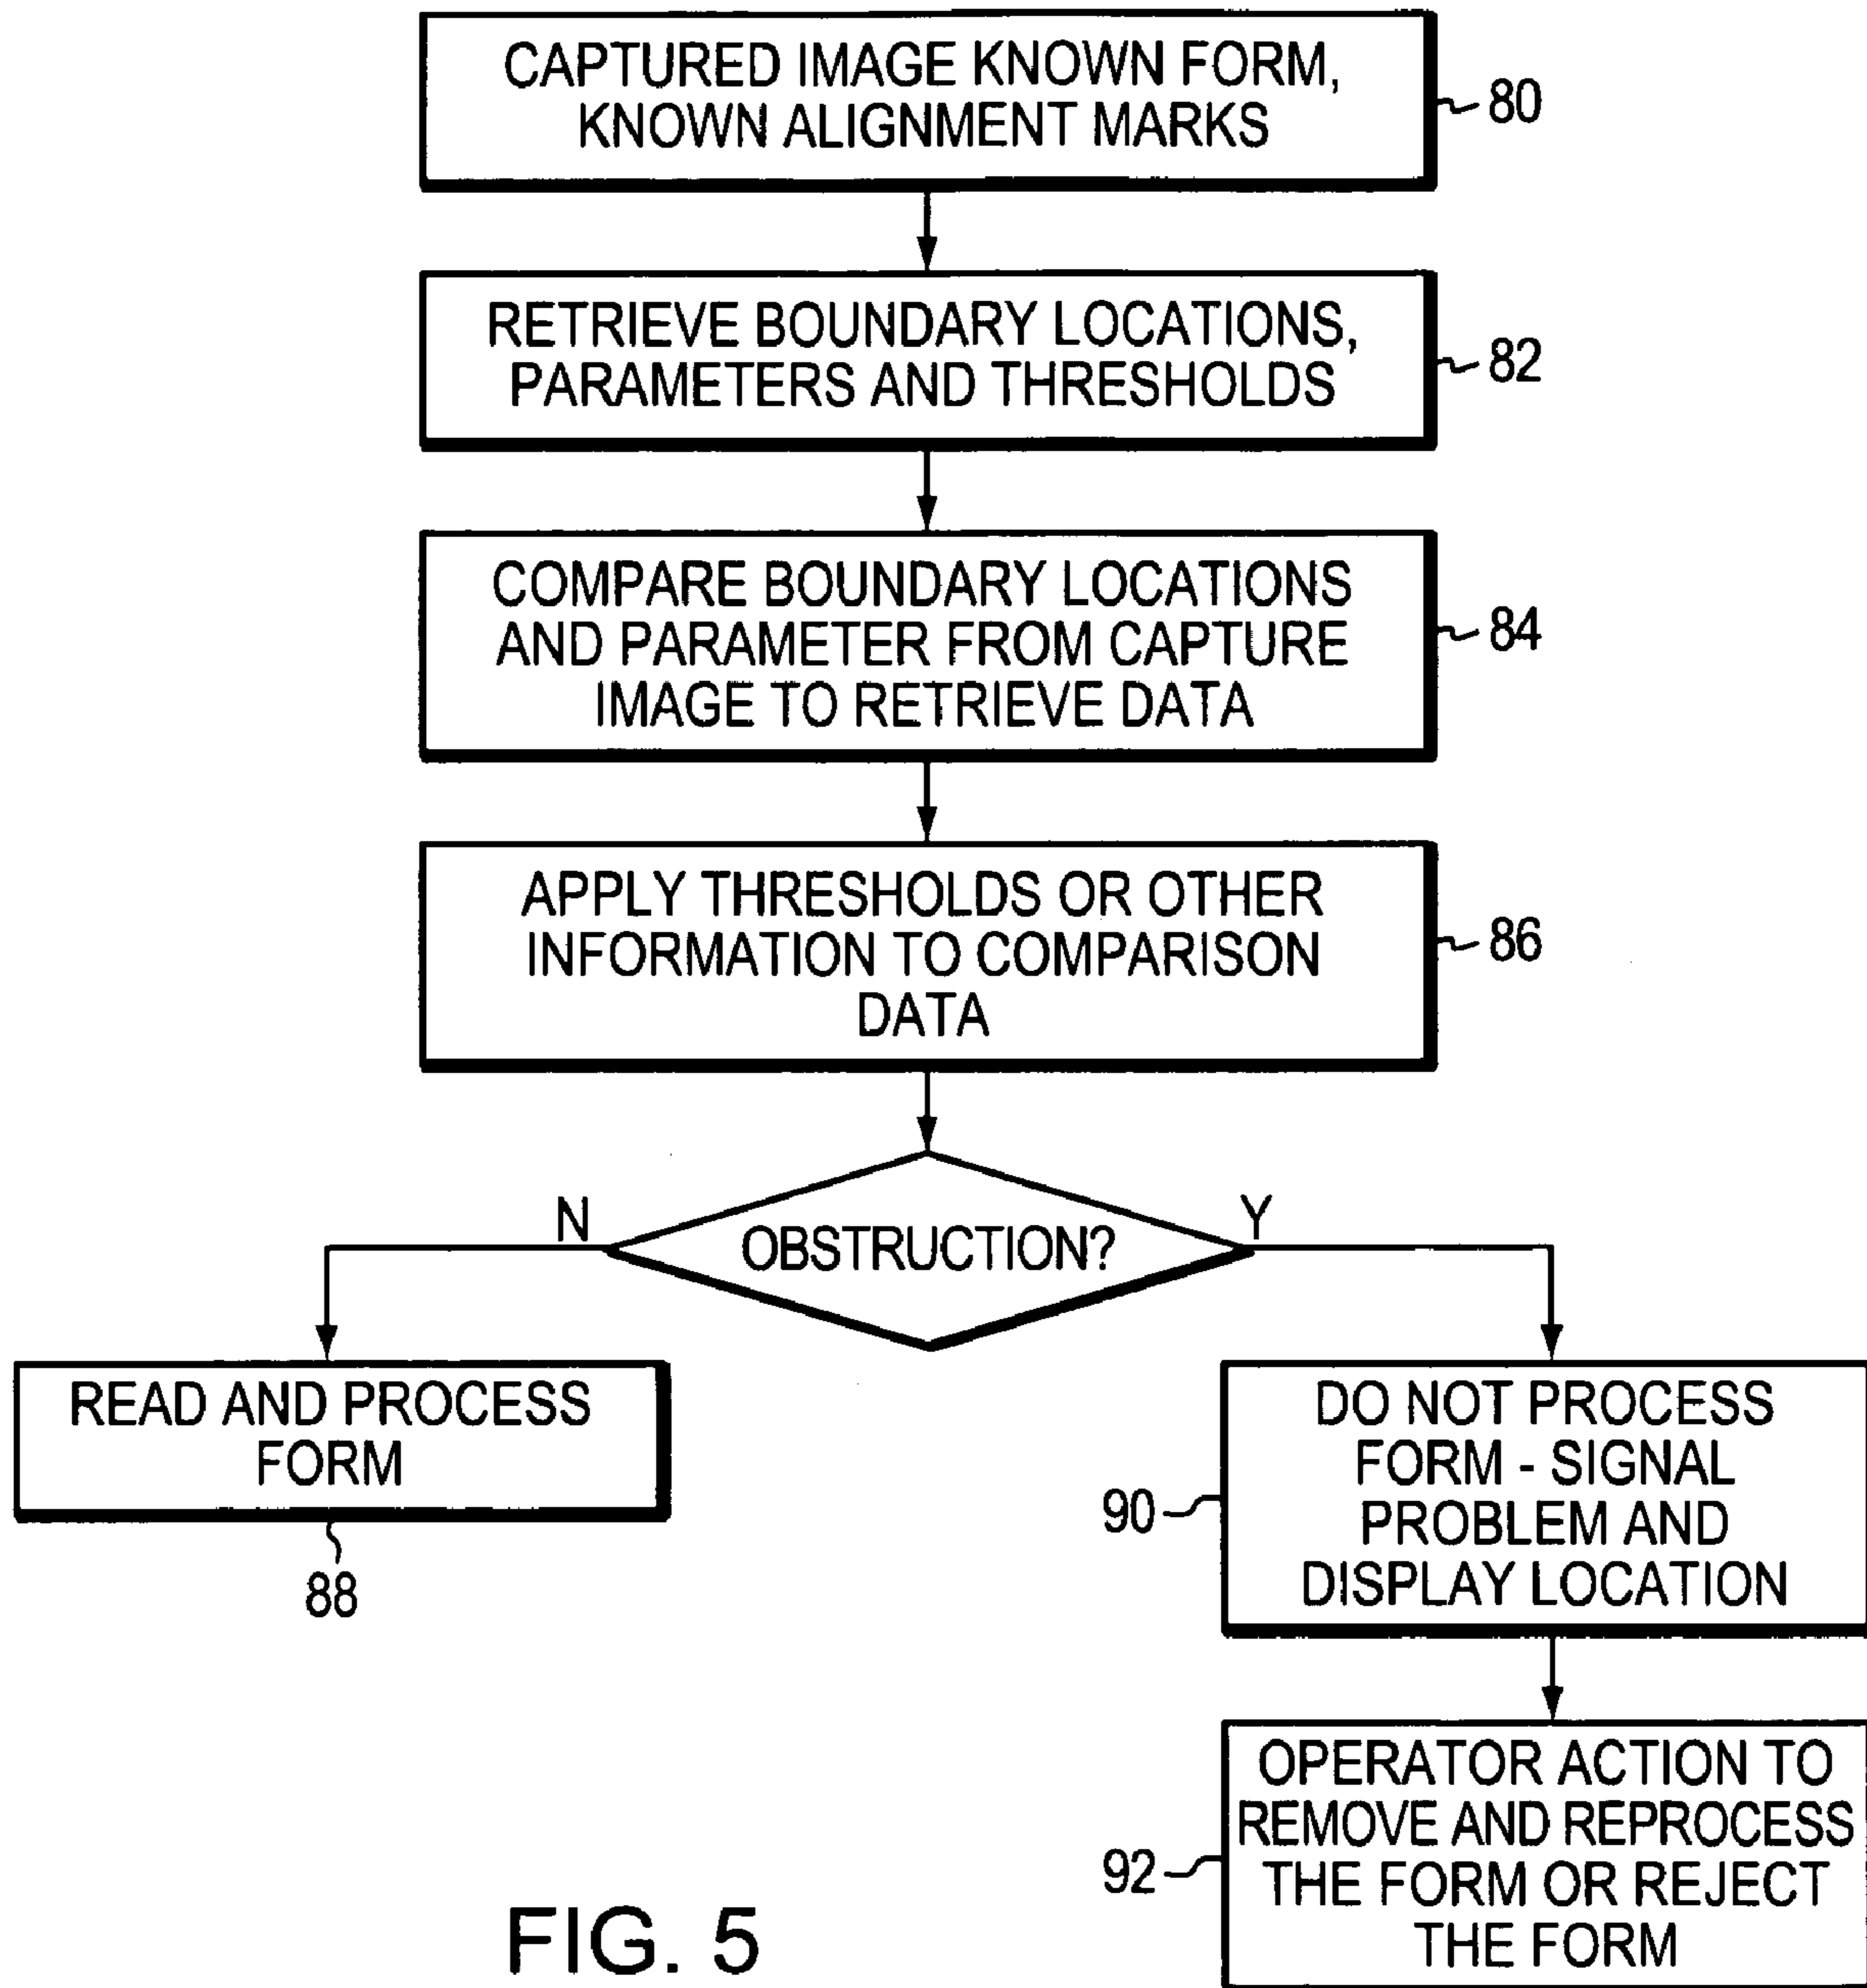 CAPTURED IMAGE KNOWN FORM,
KNOWN ALIGNMENT MARKS
80
RETRIEVE BOUNDARY LOCATIONS,
PARAMETERS AND THRESHOLDS
82
COMPARE BOUNDARY LOCATIONS
AND PARAMETER FROM CAPTURE
IMAGE TO RETRIEVE DATA
84
APPLY THRESHOLDS OR OTHER
INFORMATION TO COMPARISON
DATA
86
N
OBSTRUCTION?
Y
READ AND PROCESS
FORM
88
DO NOT PROCESS
FORM - SIGNAL
PROBLEM AND
DISPLAY LOCATION
90
OPERATOR ACTION TO
REMOVE AND REPROCESS
THE FORM OR REJECT
THE FORM
92
FIG. 5